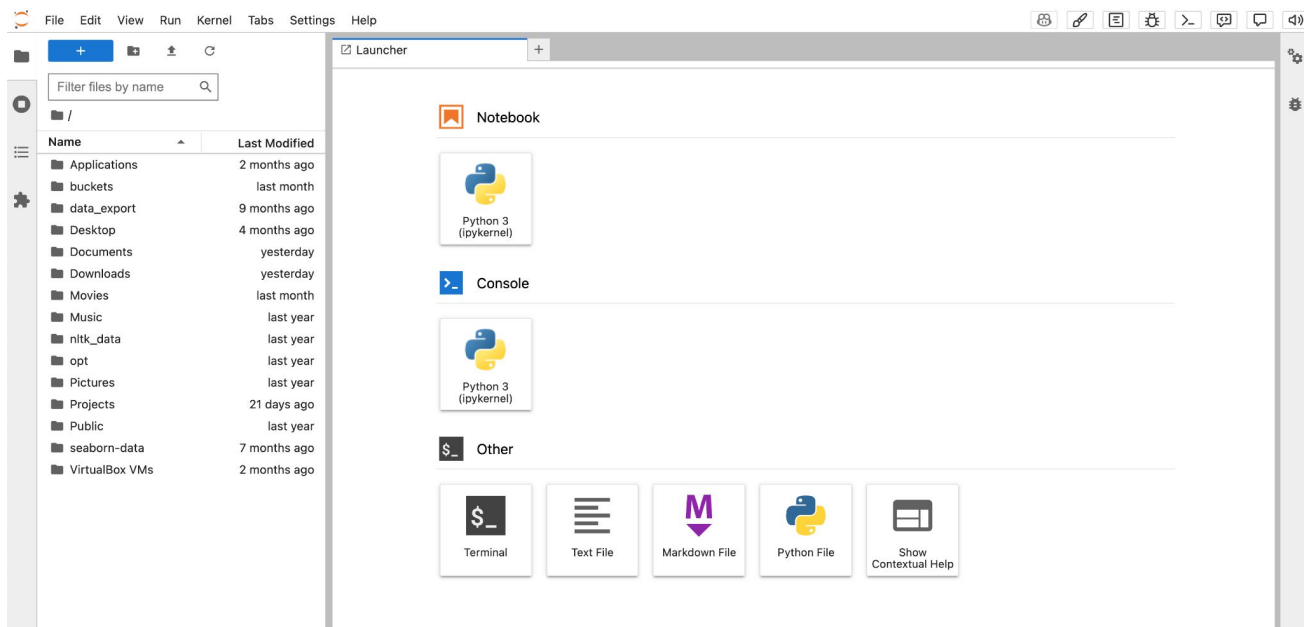 File Edit View Run Kernel Tabs Settings Help
+
Filter files by name
/
Name Last Modified
Applications 2 months ago
buckets last month
data_export 9 months ago
Desktop 4 months ago
Documents yesterday
Downloads yesterday
Movies last month
Music last year
nltk_data last year
opt last year
Pictures last year
Projects 21 days ago
Public last year
seaborn-data 7 months ago
VirtualBox VMs 2 months ago
Launcher +
Notebook
Python 3
(ipykernel)
>_ Console
Python 3
(ipykernel)
$_ Other
$_
Terminal
Text File
M
Markdown File
Python File
Show
Contextual Help